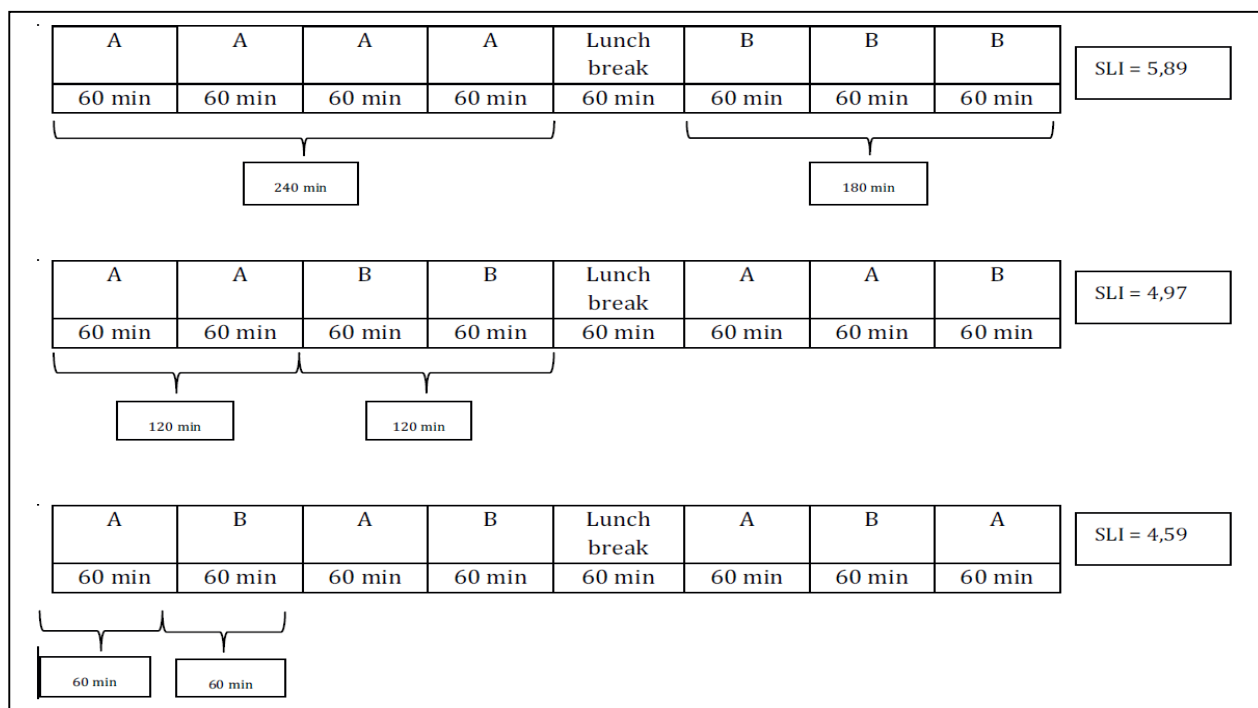 A A A A Lunch break B B B
60 min 60 min 60 min 60 min 60 min 60 min 60 min 60 min
SLI = 5,89
240 min 180 min
A A B B Lunch break A A B
60 min 60 min 60 min 60 min 60 min 60 min 60 min 60 min
SLI = 4,97
120 min 120 min
A B A B Lunch break A B A
60 min 60 min 60 min 60 min 60 min 60 min 60 min 60 min
SLI = 4,59
60 min 60 min